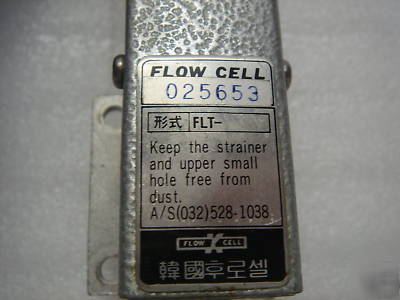 FLOW CELL
025653
形式 FLT-
Keep the strainer
and upper small
hole free from
dust.
A/S(032)528-1038
FLOW K CELL
韓國후로셀